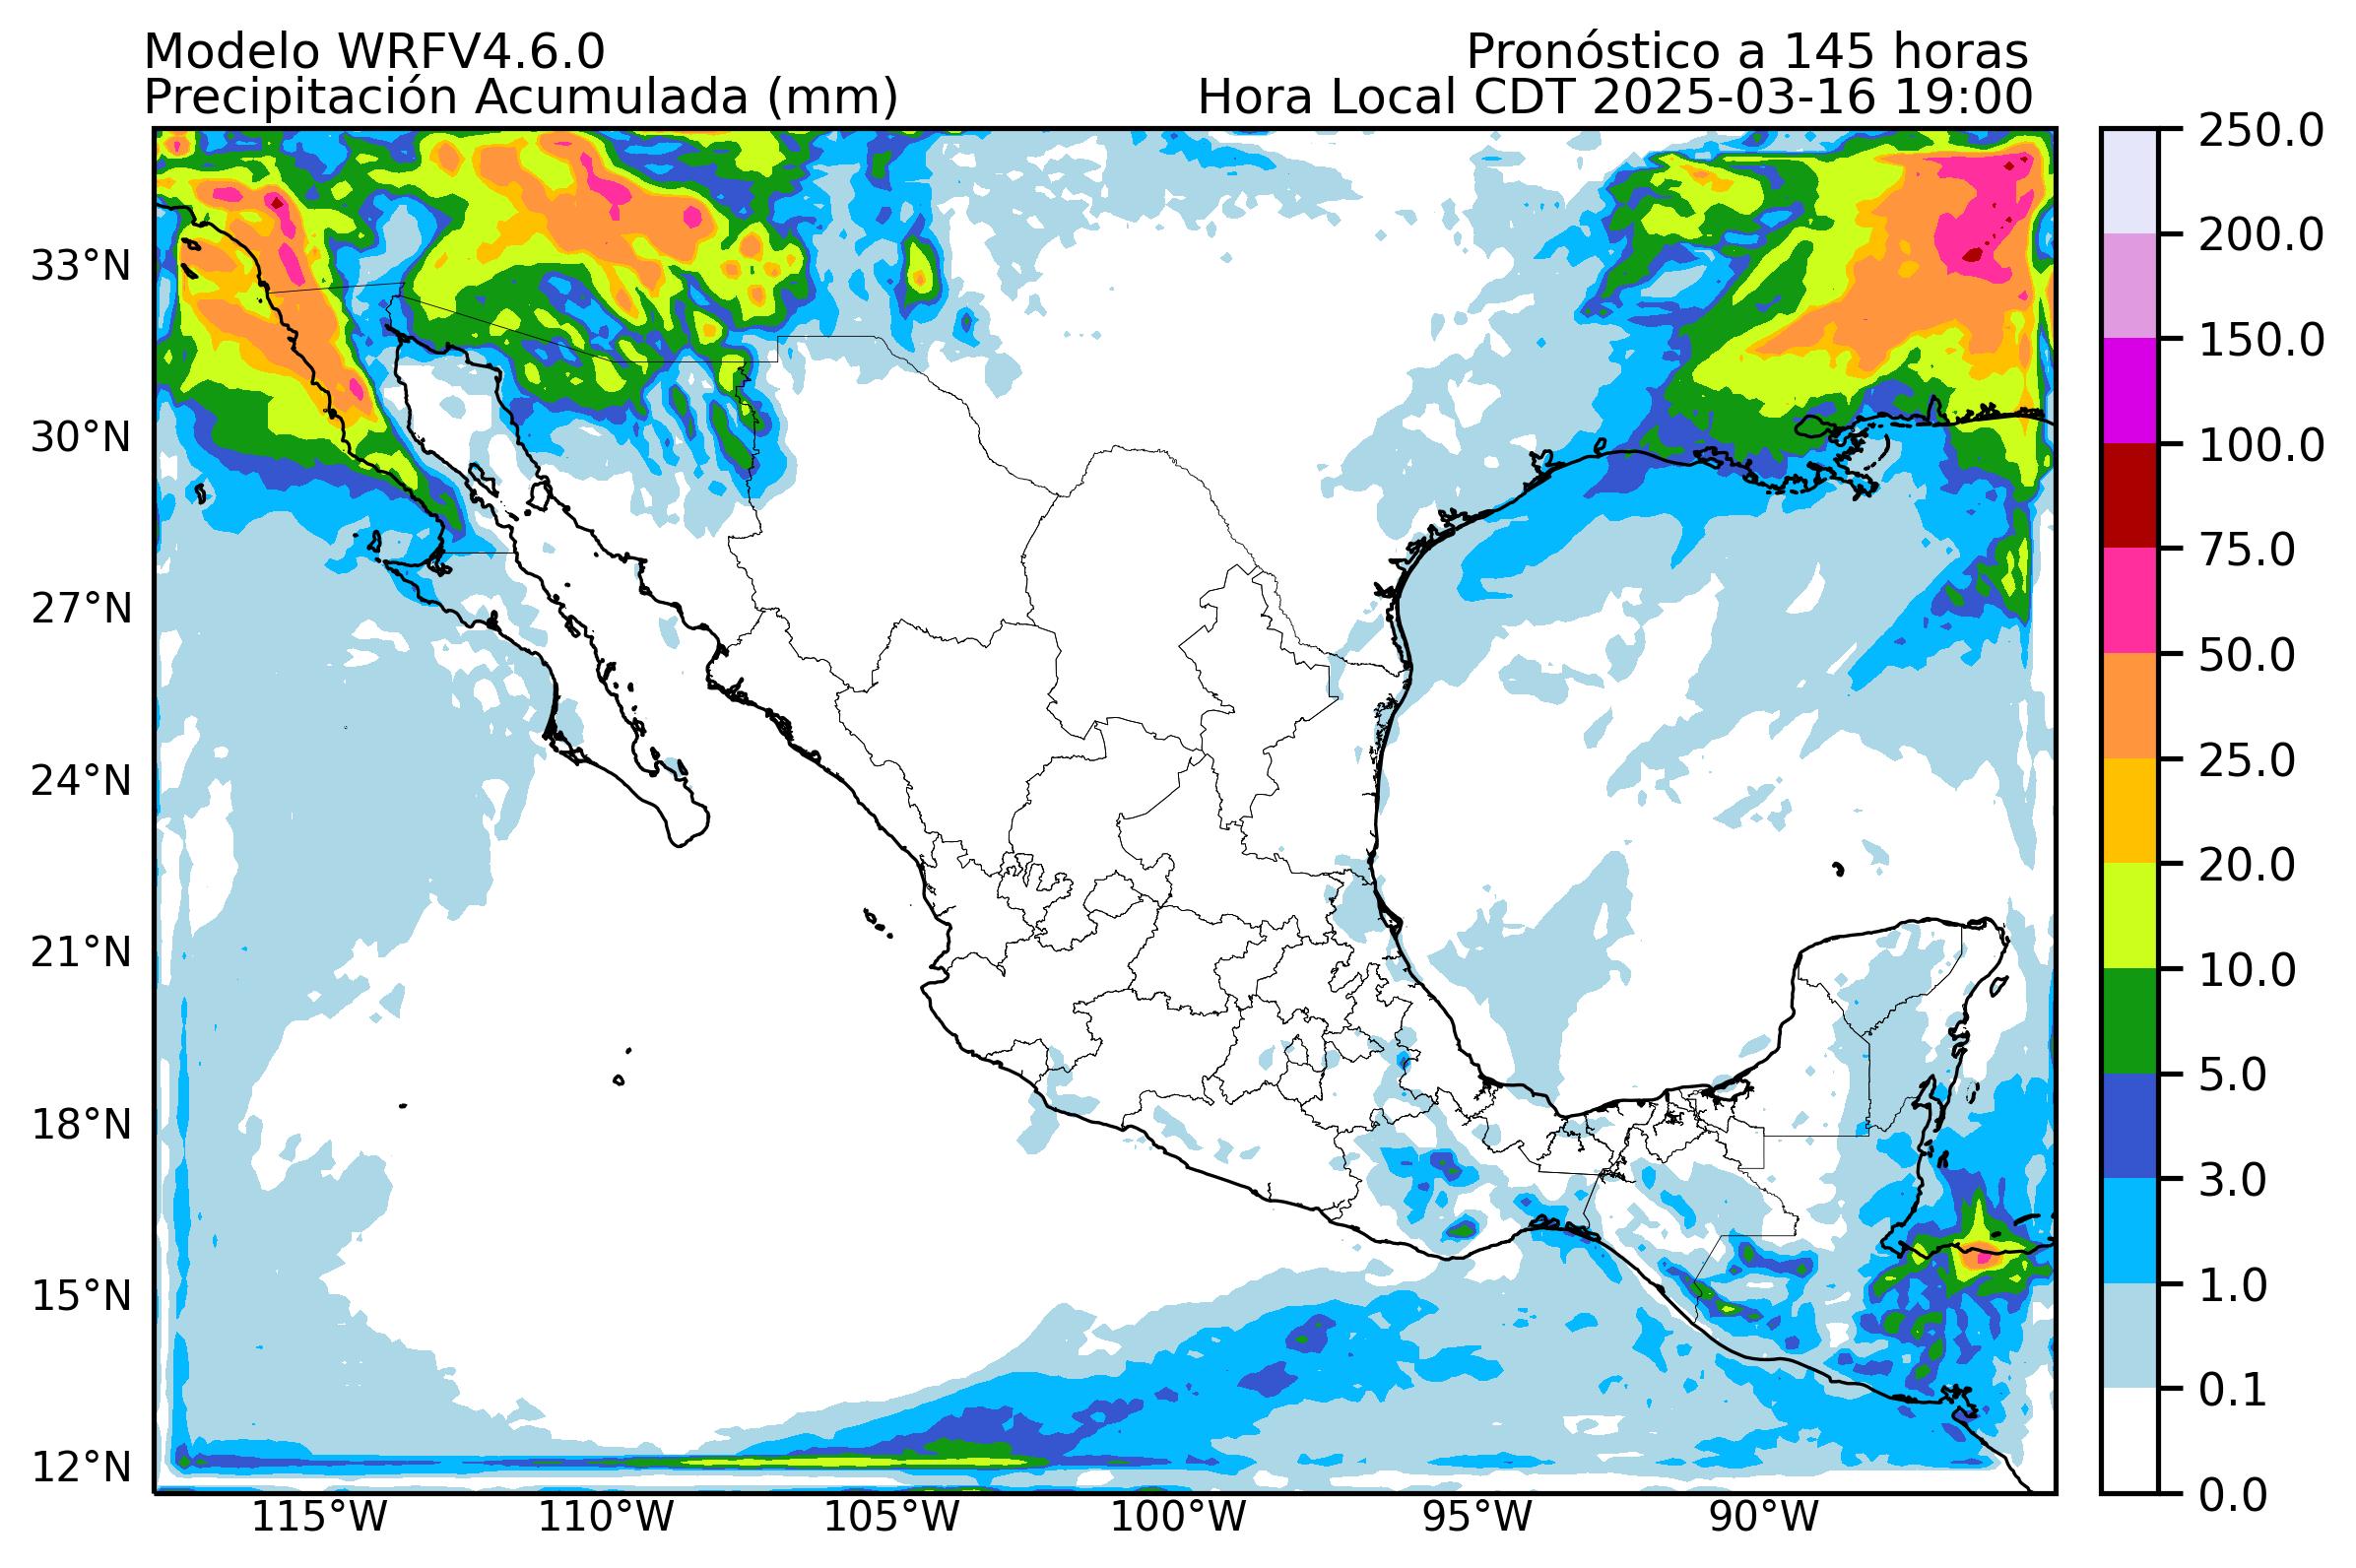 Modelo WRFV4.6.0
Pronóstico a 145 horas
Precipitación Acumulada (mm)
Hora Local CDT 2025-03-16 19:00
33°N
30°N
27°N
24°N
21°N
18°N
15°N
12°N
115°W
110°W
105°W
100°W
95°W
90°W
250.0
200.0
150.0
100.0
75.0
50.0
25.0
20.0
10.0
5.0
3.0
1.0
0.1
0.0